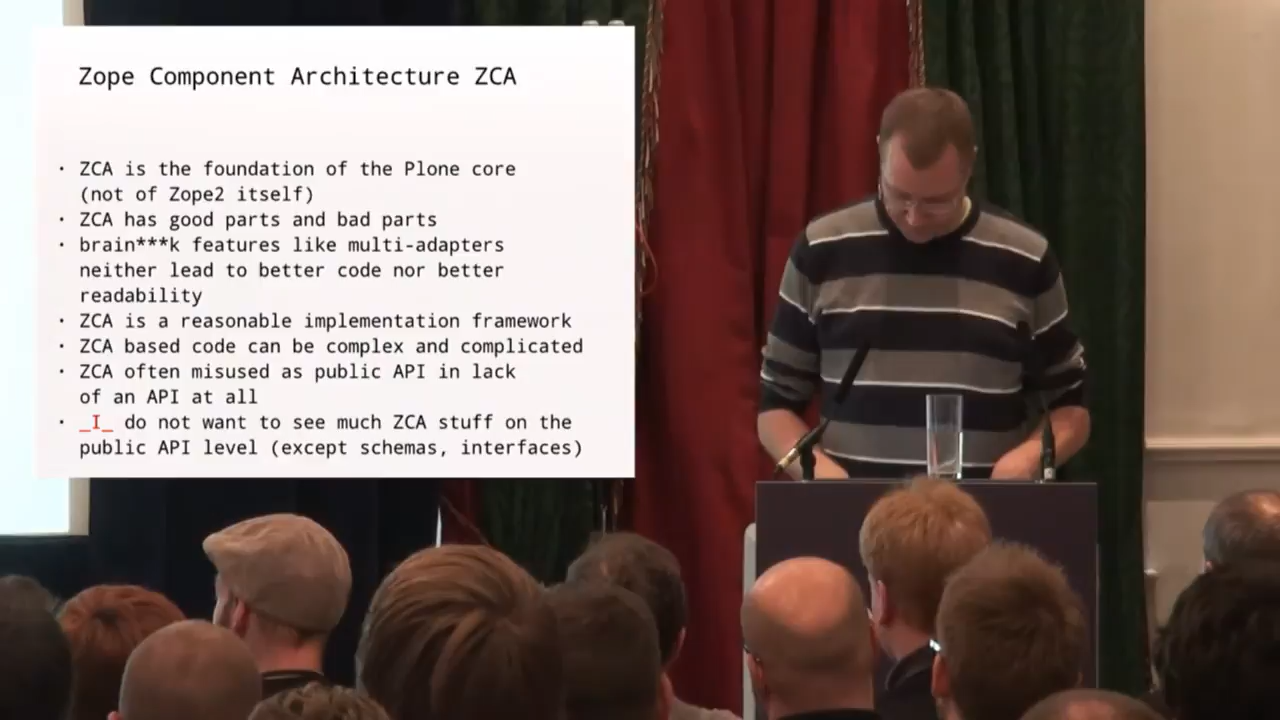 Zope Component Architecture ZCA
· ZCA is the foundation of the Plone core
(not of Zope2 itself)
· ZCA has good parts and bad parts
· brain***k features like multi-adapters
neither lead to better code nor better
readability
· ZCA is a reasonable implementation framework
· ZCA based code can be complex and complicated
· ZCA often misused as public API in lack
of an API at all
· _I_ do not want to see much ZCA stuff on the
public API level (except schemas, interfaces)